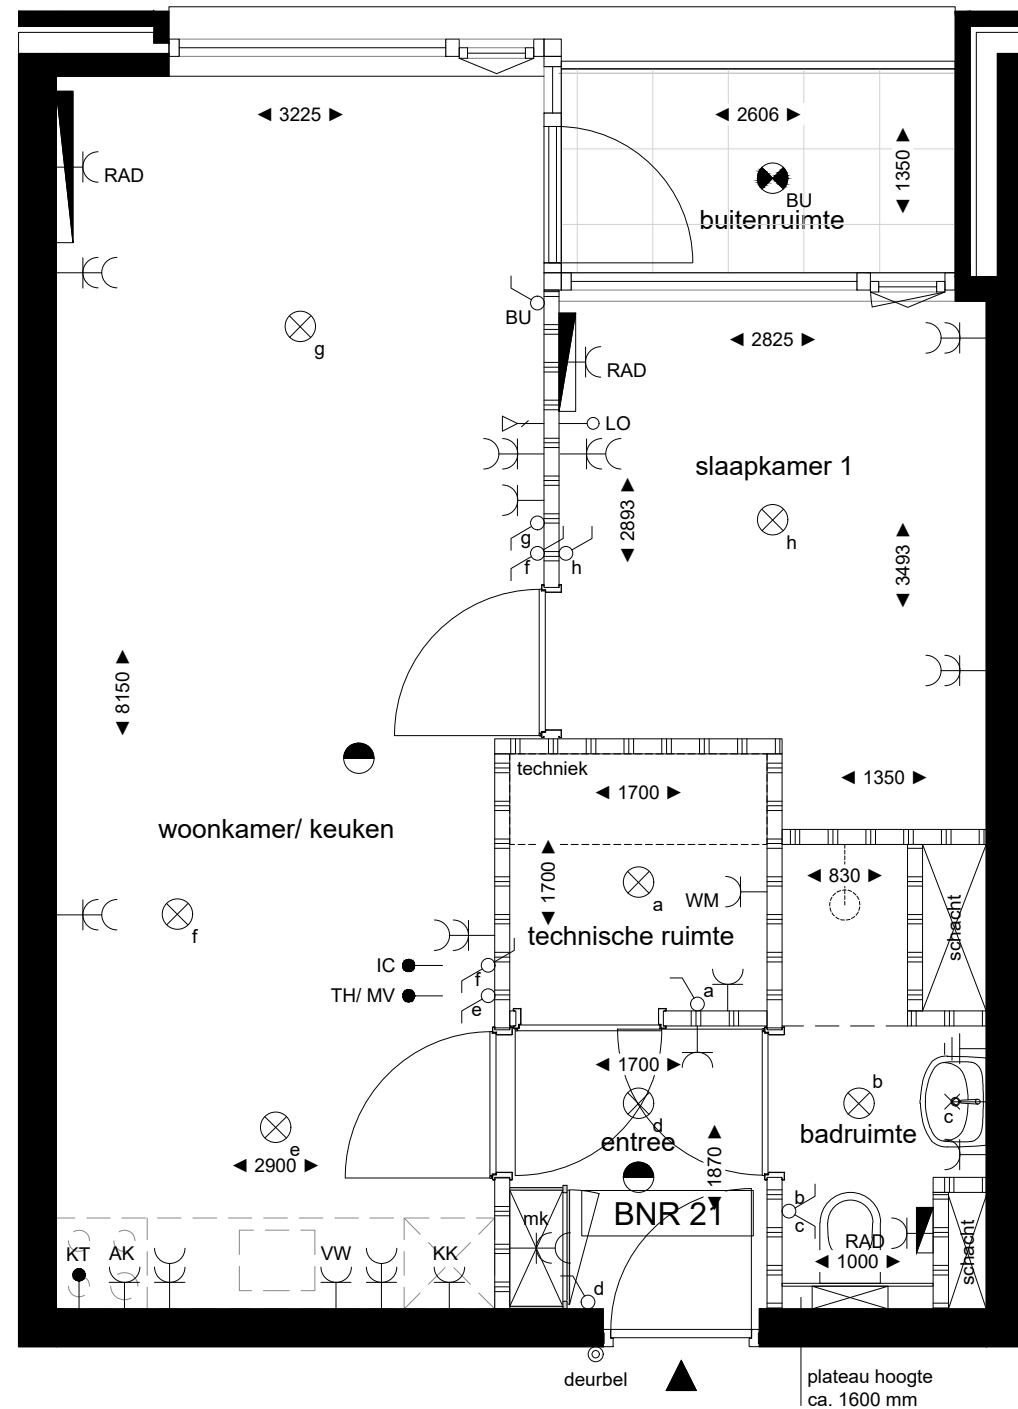 3225
2606
1350
RAD
BU
buitenruimte
BU
g
2825
RAD
LO
slaapkamer 1
2893
g
h
3493
f
h
8150
techniek
1700
1350
woonkamer/ keuken
830
1700
a
WM
schacht
f
technische ruimte
IC
f
TH/ MV
e
a
1700
b
c
d
entree
badruimte
e
2900
1870
b
c
mk
BNR 21
RAD
KT
AK
VW
KK
1000
schacht
d
deurbel
plateau hoogte
ca. 1600 mm